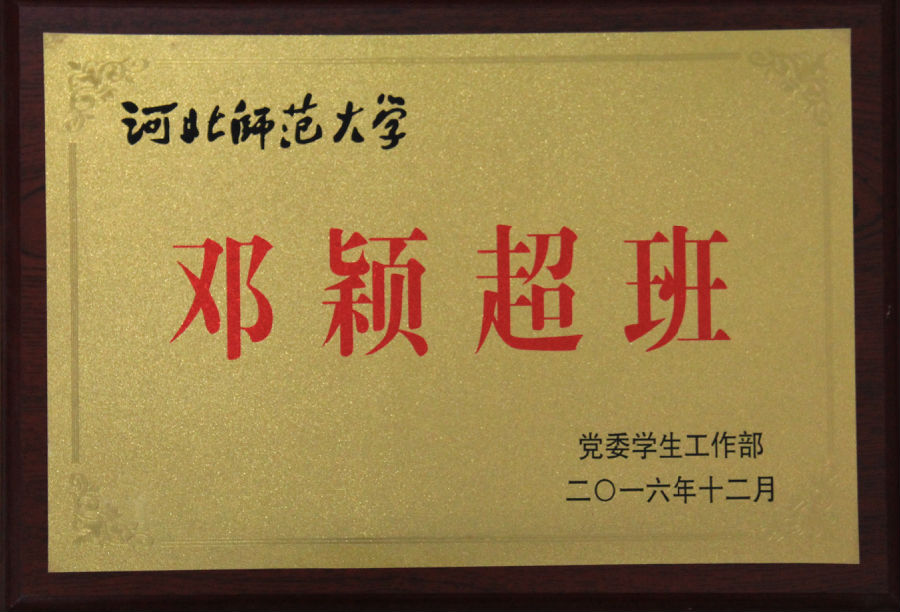 河北师范大学
邓颖超班
党委学生工作部
二〇一六年十二月